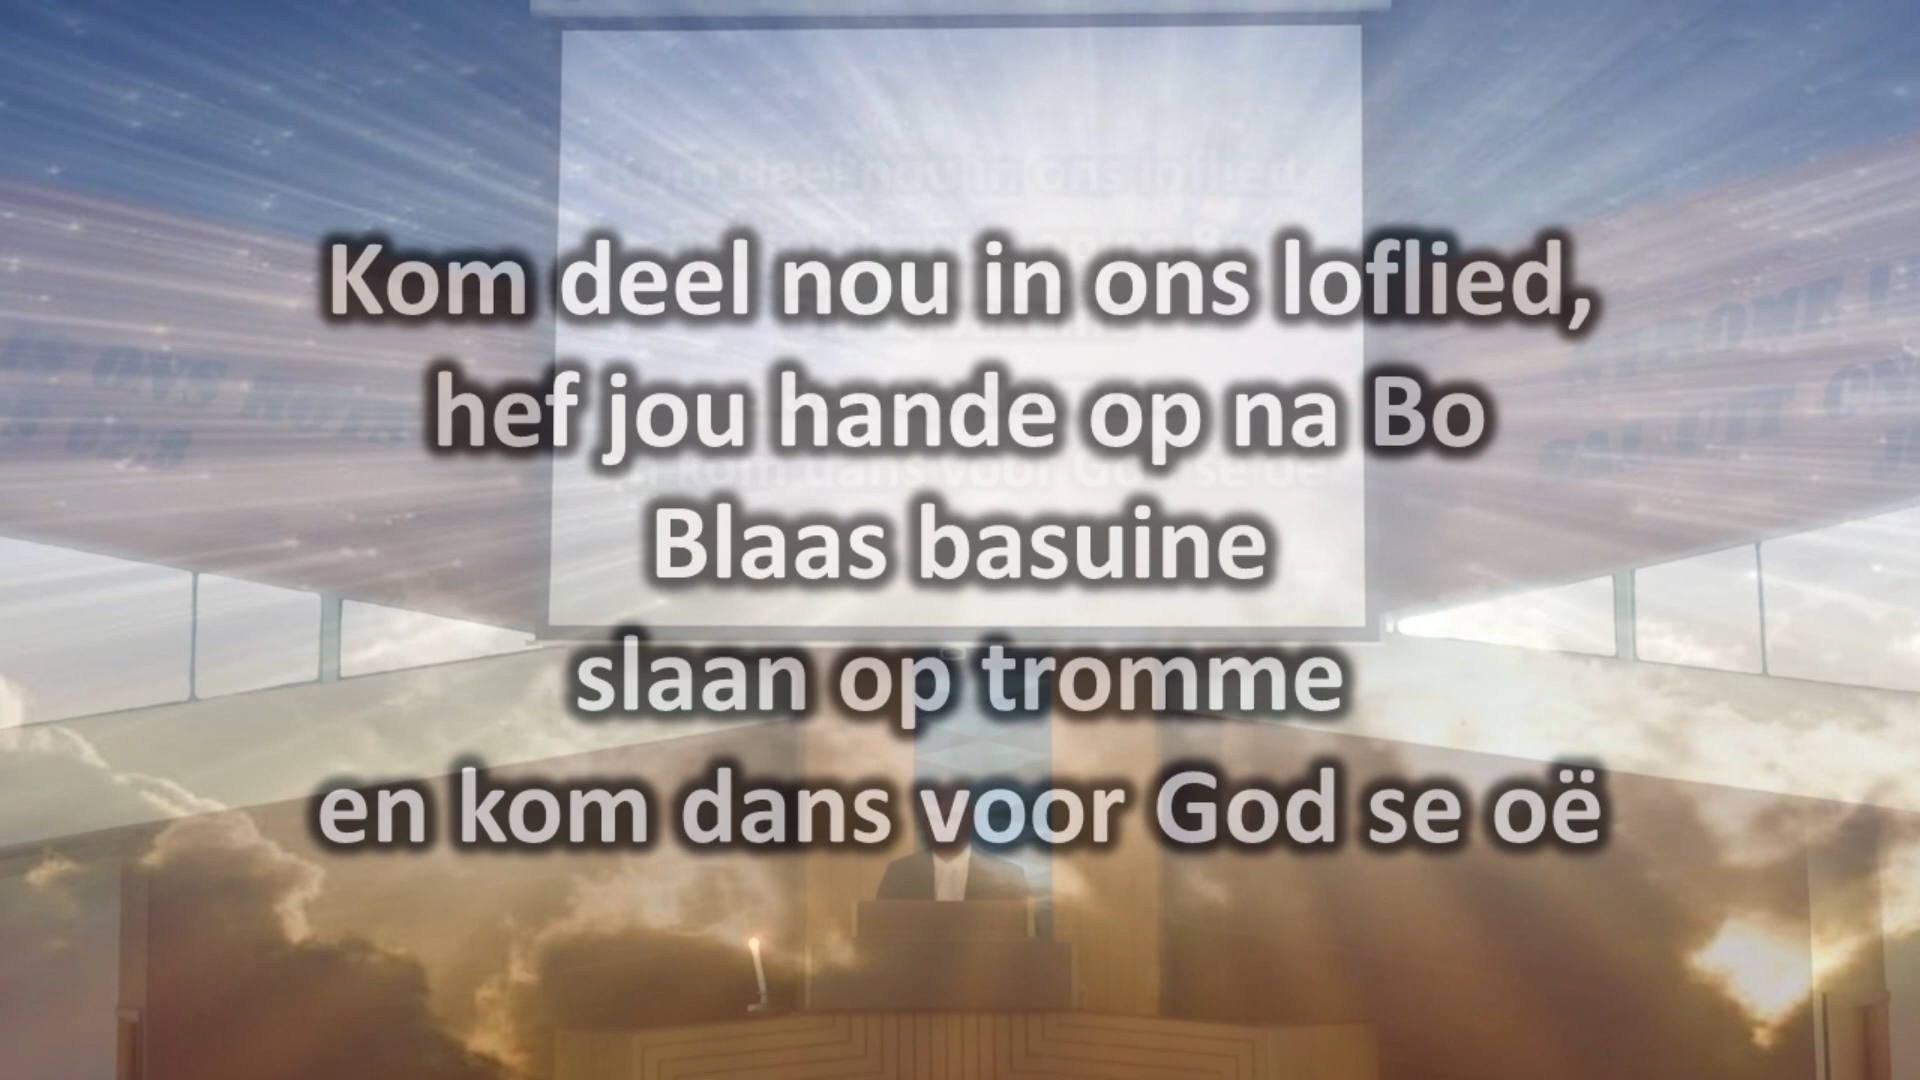 Kom deel nou in ons loflied,
hef jou hande op na Bo
Blaas basuine
slaan op tromme
en kom dans voor God se oë